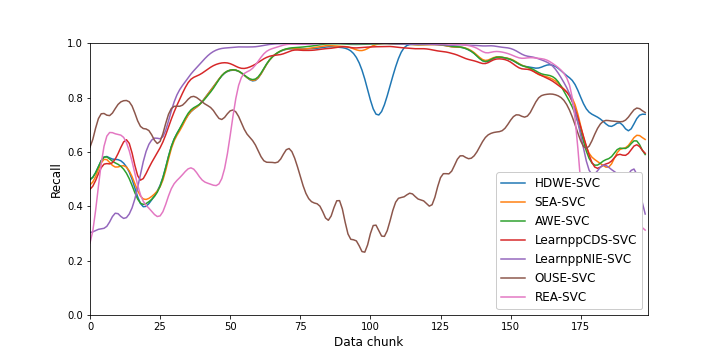 1.0
0.8
0.6
0.4
0.2
0.0
Recall
0 25 50 75 100 125 150 175
Data chunk
HDWE-SVC
SEA-SVC
AWE-SVC
LearnppCDS-SVC
LearnppNIE-SVC
OUSE-SVC
REA-SVC